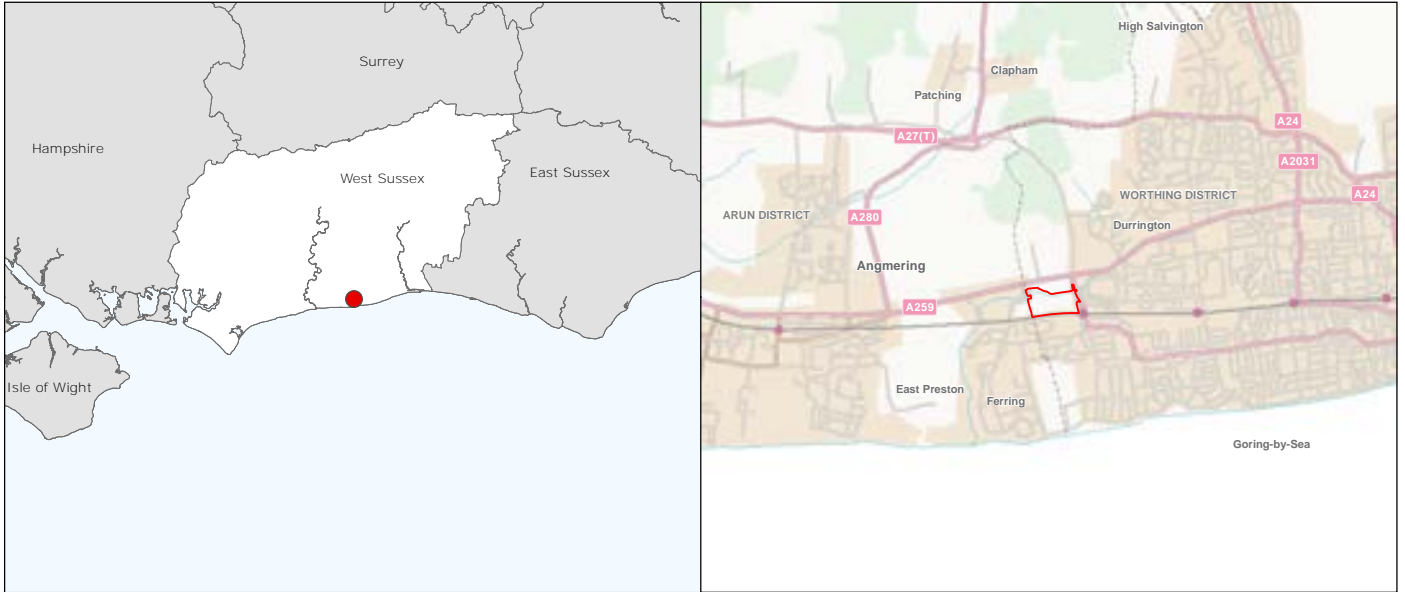 Surrey
Hampshire
West Sussex
East Sussex
Isle of Wight
High Salvington
Clapham
Patching
A24
A27(T)
A2031
WORTHING DISTRICT
A24
ARUN DISTRICT
A280
Durrington
Angmering
A259
East Preston
Ferring
Goring-by-Sea